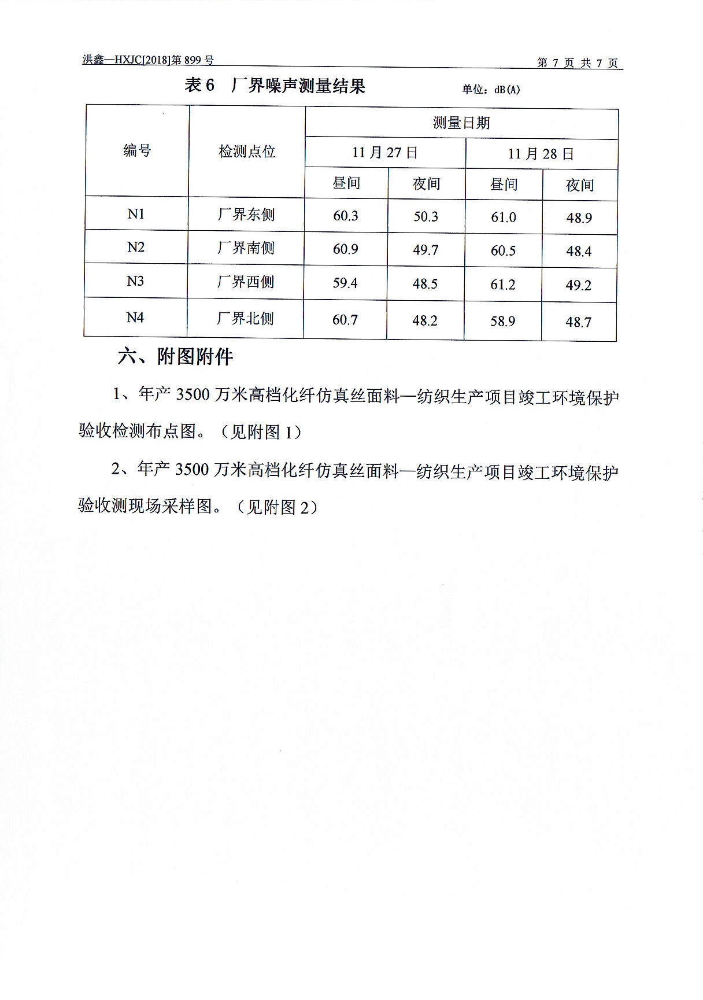 洪鑫—HXJC[2018]第 899 号
第 7 页 共 7 页
表 6 厂界噪声测量结果 单位：dB(A)
编号 检测点位 测量日期
11 月 27 日 11 月 28 日
昼间 夜间 昼间 夜间
N1 厂界东侧 60.3 50.3 61.0 48.9
N2 厂界南侧 60.9 49.7 60.5 48.4
N3 厂界西侧 59.4 48.5 61.2 49.2
N4 厂界北侧 60.7 48.2 58.9 48.7
六、附图附件
1、年产 3500 万米高档化纤仿真丝面料—纺织生产项目竣工环境保护
验收检测布点图。（见附图 1）
2、年产 3500 万米高档化纤仿真丝面料—纺织生产项目竣工环境保护
验收测现场采样图。（见附图 2）